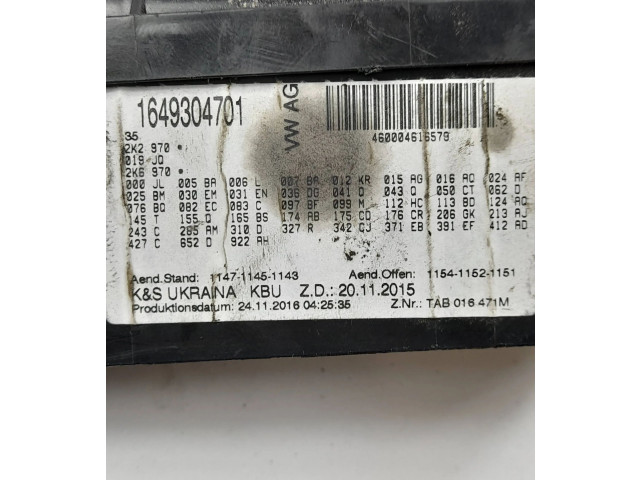 1649304701
VW AG
460004616579
35
2K2 970 •
019 JQ
2K6 970 •
000 JL 005 BA 006 L 007 BA 012 KR 015 AG 016 AQ 024 AF
025 BM 030 EM 031 EN 036 DG 041 D 043 Q 050 CT 062 D
076 BQ 082 EC 083 C 097 BF 099 M 112 HC 113 BD 124 AQ
145 T 155 D 165 BS 174 AB 175 CD 176 CR 206 GK 213 AJ
243 C 285 AM 310 D 327 R 342 CJ 371 EB 391 EF 412 AD
427 C 652 D 922 AH
Aend.Stand: 1147-1145-1143 Aend.Offen: 1154-1152-1151
K&S UKRAINA KBU Z.D.: 20.11.2015
Produktionsdatum: 24.11.2016 04:25:35 Z.Nr.: TAB 016 471M